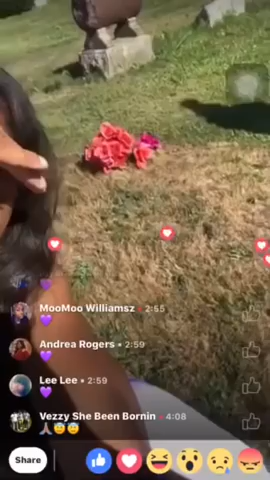 MooMoo Williamsz • 2:55
Andrea Rogers • 2:59
Lee Lee • 2:59
Vezzy She Been Bornin • 4:08
Share